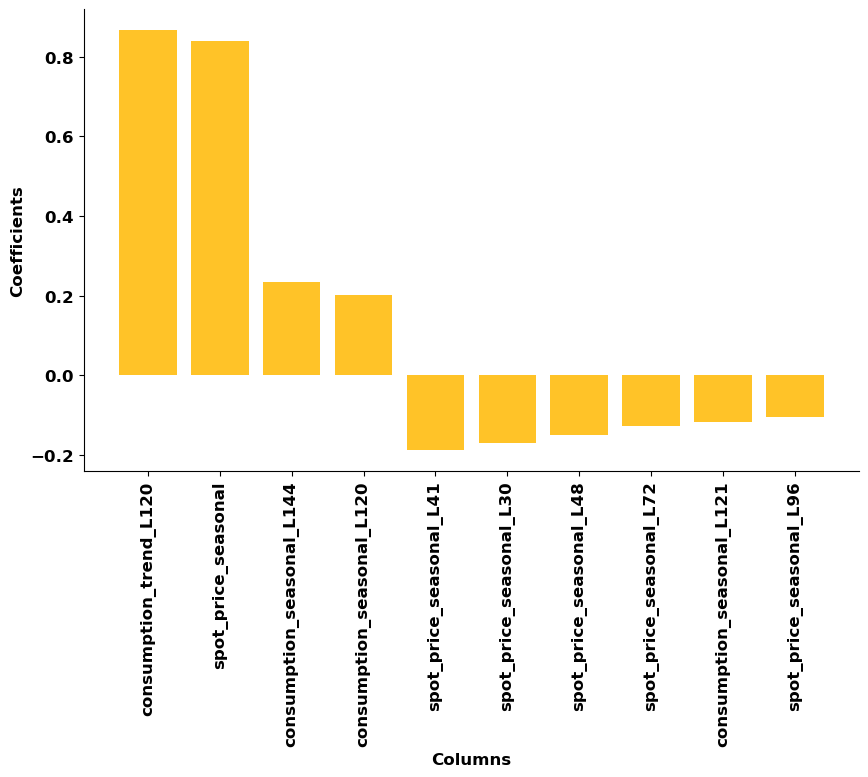 Coefficients
0.8
0.6
0.4
0.2
0.0
−0.2
consumption_trend_L120
spot_price_seasonal
consumption_seasonal_L144
consumption_seasonal_L120
spot_price_seasonal_L41
spot_price_seasonal_L30
spot_price_seasonal_L48
spot_price_seasonal_L72
consumption_seasonal_L121
spot_price_seasonal_L96
Columns